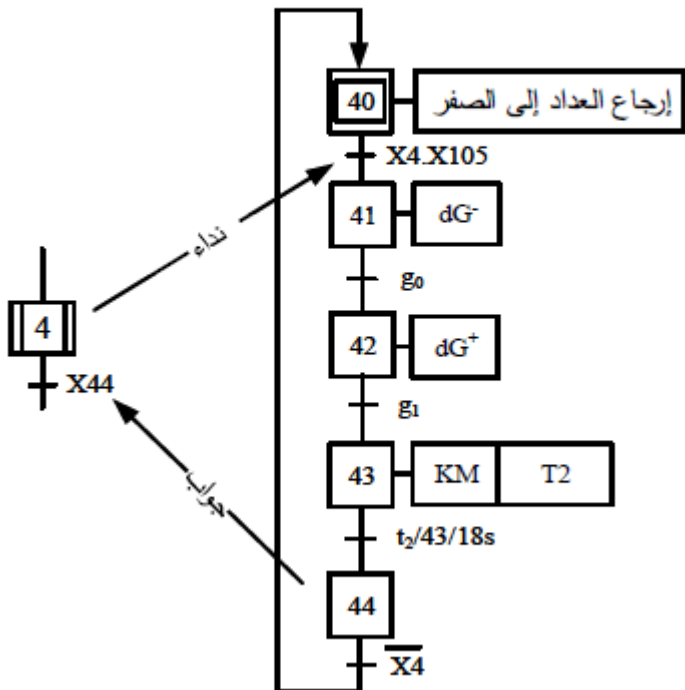 40 إرجاع العداد إلى الصفر
X4.X105
41 dG⁻
نداء
g₀
4
42 dG⁺
X44
g₁
43 KM T2
جواب
t₂/43/18s
44
X̅4̅